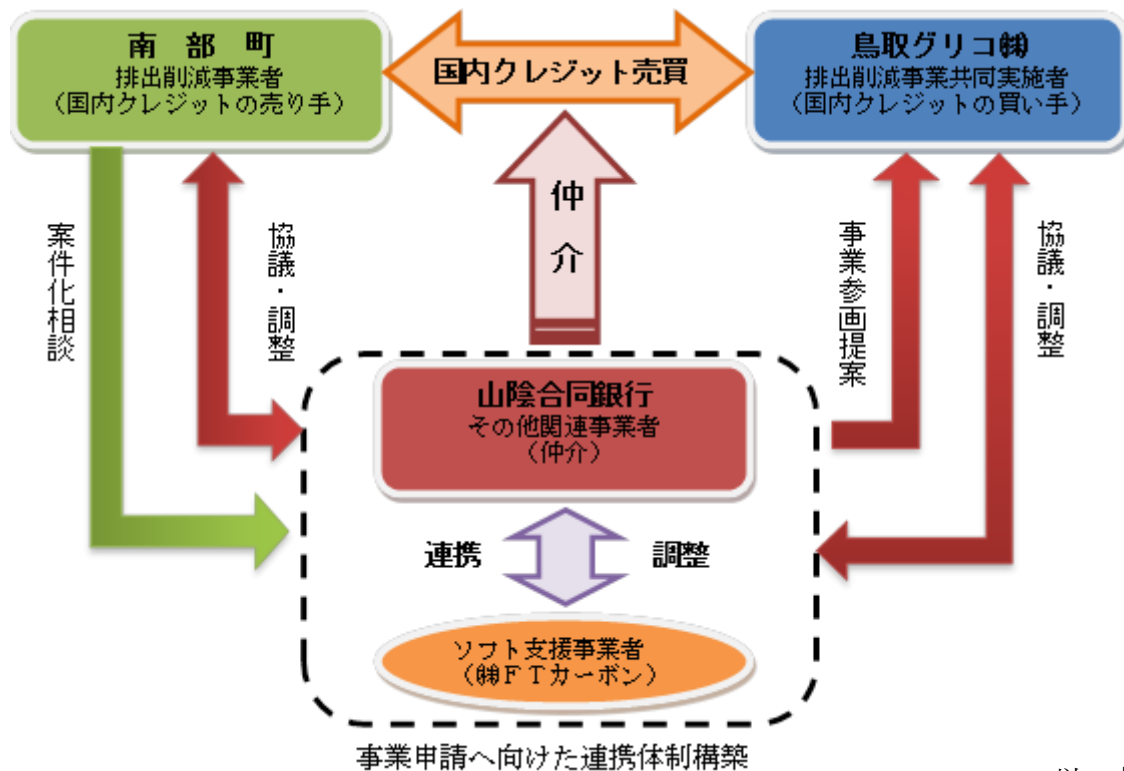 南 部 町
排出削減事業者
（国内クレジットの売り手）
国内クレジット売買
鳥取グリコ㈱
排出削減事業共同実施者
（国内クレジットの買い手）
仲介
案件化相談
協議・調整
事業参画提案
協議・調整
山陰合同銀行
その他関連事業者
（仲介）
連携
調整
ソフト支援事業者
（㈱ＦＴカーボン）
事業申請へ向けた連携体制構築